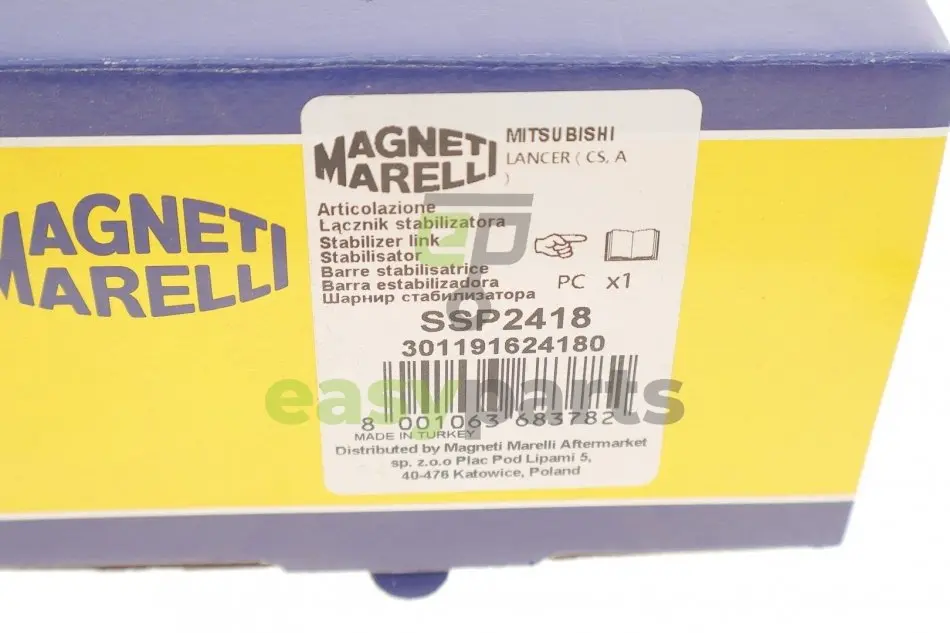 MAGNETI
MARELLI
MAGNETI
MARELLI
MITSUBISHI
LANCER ( CS, A
)
Articolazione
Łącznik stabilizatora
Stabilizer link
Stabilisator
Barre stabilisatrice
Barra estabilizadora
Шарнир стабилизатора
PC x1
SSP2418
301191624180
8 001063 683782
MADE IN TURKEY
Distributed by Magneti Marelli Aftermarket
sp. z.o.o Plac Pod Lipami 5,
40-476 Katowice, Poland
ep
easyparts